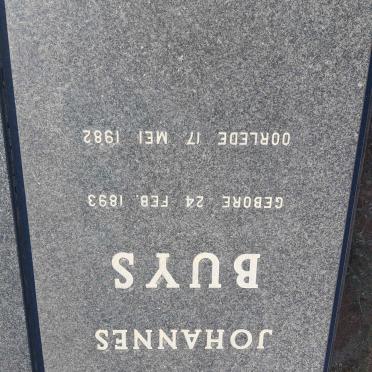 JOHANNES
BUYS
GEBORE 24 FEB. 1893
OORLEDE 17 MEI 1982